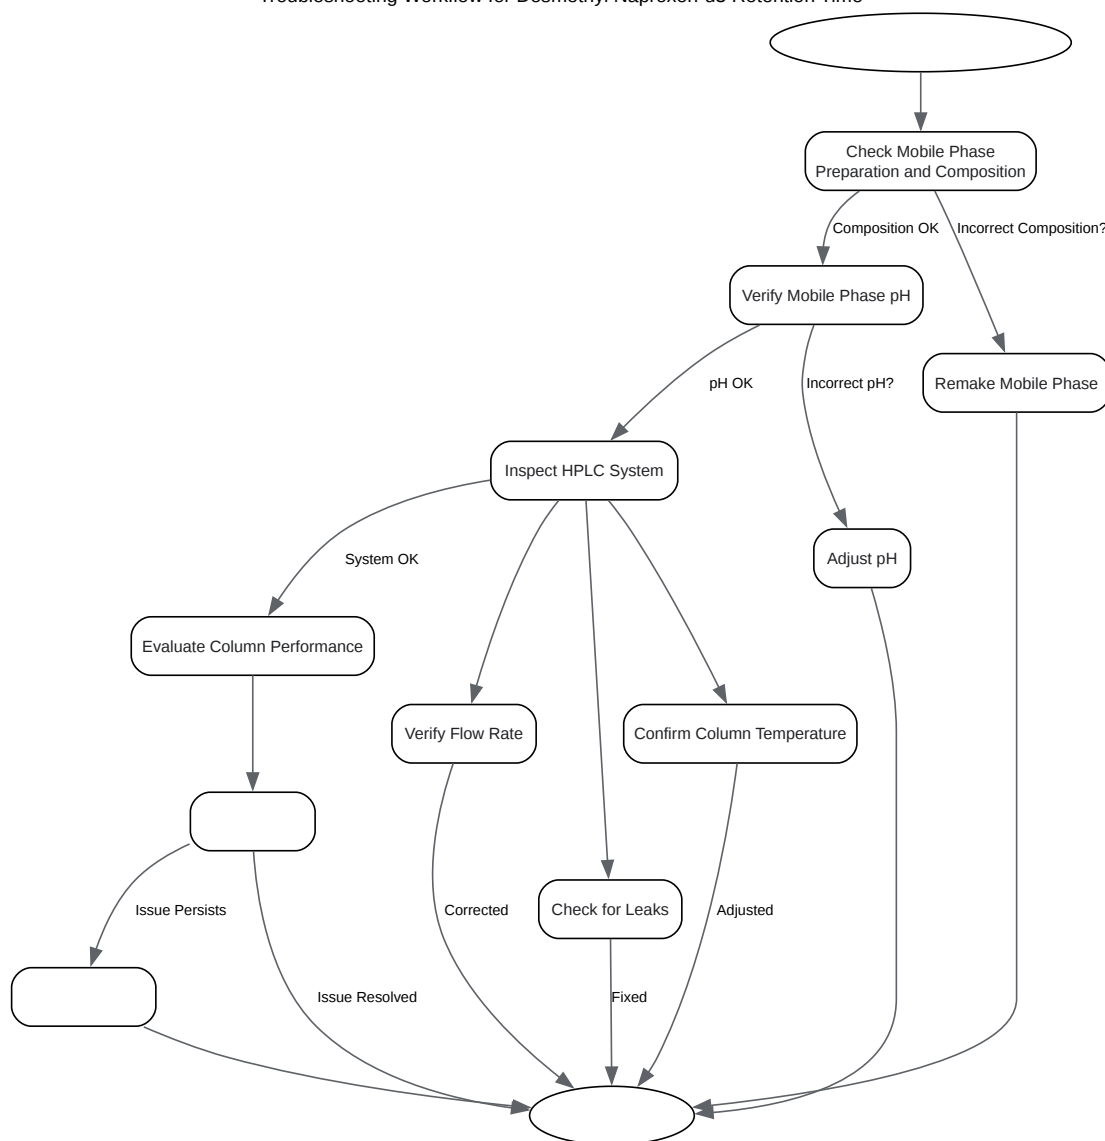 Troubleshooting Workflow for Desmethyl Naproxen-d3 Retention Time
Check Mobile Phase
Preparation and Composition
Composition OK
Incorrect Composition?
Verify Mobile Phase pH
pH OK
Incorrect pH?
Remake Mobile Phase
Inspect HPLC System
System OK
Adjust pH
Evaluate Column Performance
Verify Flow Rate
Confirm Column Temperature
Issue Persists
Corrected
Check for Leaks
Adjusted
Issue Resolved
Fixed